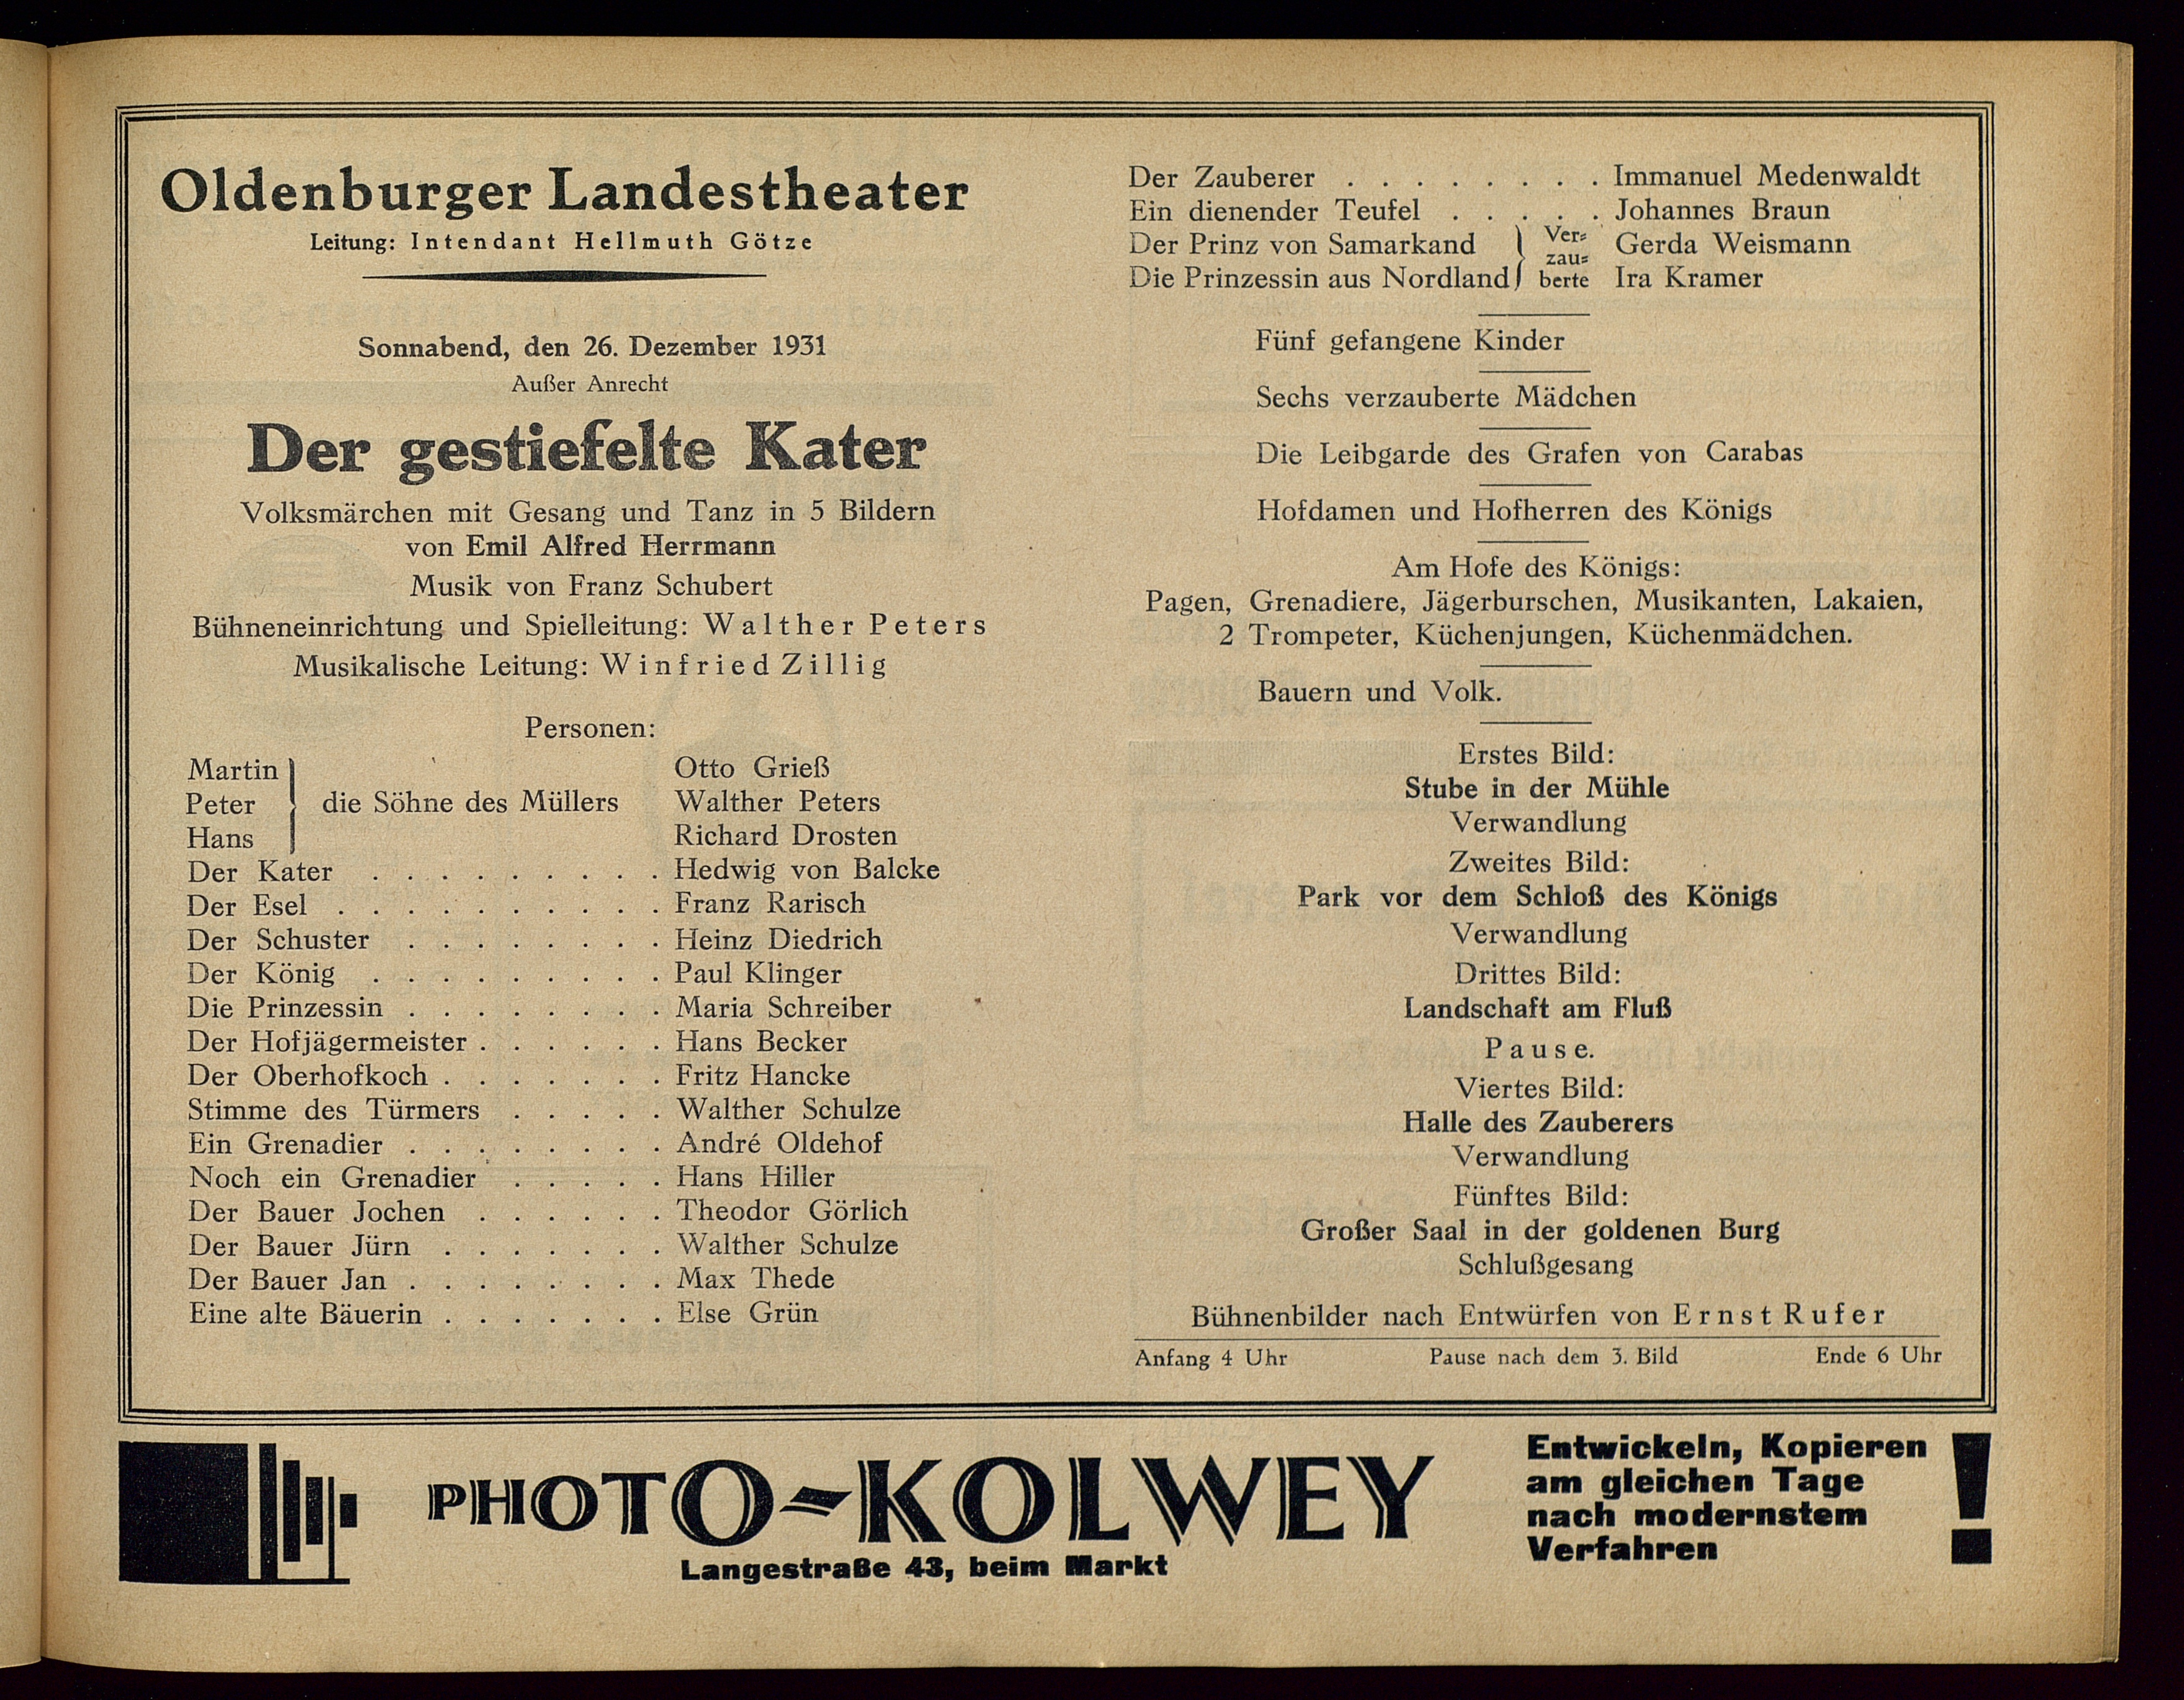 Oldenburger Landestheater
Leitung: Intendant Hellmuth Götze
Sonnabend, den 26. Dezember 1931
Außer Anrecht
Der gestiefelte Kater
Volksmärchen mit Gesang und Tanz in 5 Bildern
von Emil Alfred Herrmann
Musik von Franz Schubert
Bühneneinrichtung und Spielleitung: Walther Peters
Musikalische Leitung: Winfried Zillig
Personen:
Martin Otto Grieß
Peter } die Söhne des Müllers Walther Peters
Hans Richard Drosten
Der Kater . . . . . . . . . Hedwig von Balcke
Der Esel . . . . . . . . . . Franz Rarisch
Der Schuster . . . . . . . . Heinz Diedrich
Der König . . . . . . . . . Paul Klinger
Die Prinzessin . . . . . . . . Maria Schreiber
Der Hofjägermeister . . . . . . Hans Becker
Der Oberhofkoch . . . . . . . Fritz Hancke
Stimme des Türmers . . . . . Walther Schulze
Ein Grenadier . . . . . . . . André Oldehof
Noch ein Grenadier . . . . . Hans Hiller
Der Bauer Jochen . . . . . . Theodor Görlich
Der Bauer Jürn . . . . . . . Walther Schulze
Der Bauer Jan . . . . . . . . Max Thede
Eine alte Bäuerin . . . . . . . Else Grün
Der Zauberer . . . . . . . . Immanuel Medenwaldt
Ein dienender Teufel . . . . . Johannes Braun
Der Prinz von Samarkand } Ver= Gerda Weismann
zau=
Die Prinzessin aus Nordland berte Ira Kramer
Fünf gefangene Kinder
Sechs verzauberte Mädchen
Die Leibgarde des Grafen von Carabas
Hofdamen und Hofherren des Königs
Am Hofe des Königs:
Pagen, Grenadiere, Jägerburschen, Musikanten, Lakaien,
2 Trompeter, Küchenjungen, Küchenmädchen.
Bauern und Volk.
Erstes Bild:
Stube in der Mühle
Verwandlung
Zweites Bild:
Park vor dem Schloß des Königs
Verwandlung
Drittes Bild:
Landschaft am Fluß
Pause.
Viertes Bild:
Halle des Zauberers
Verwandlung
Fünftes Bild:
Großer Saal in der goldenen Burg
Schlußgesang
Bühnenbilder nach Entwürfen von Ernst Rufer
Anfang 4 Uhr Pause nach dem 3. Bild Ende 6 Uhr
PHOTO-KOLWEY
Langestraße 43, beim Markt
Entwickeln, Kopieren
am gleichen Tage
nach modernstem
Verfahren !